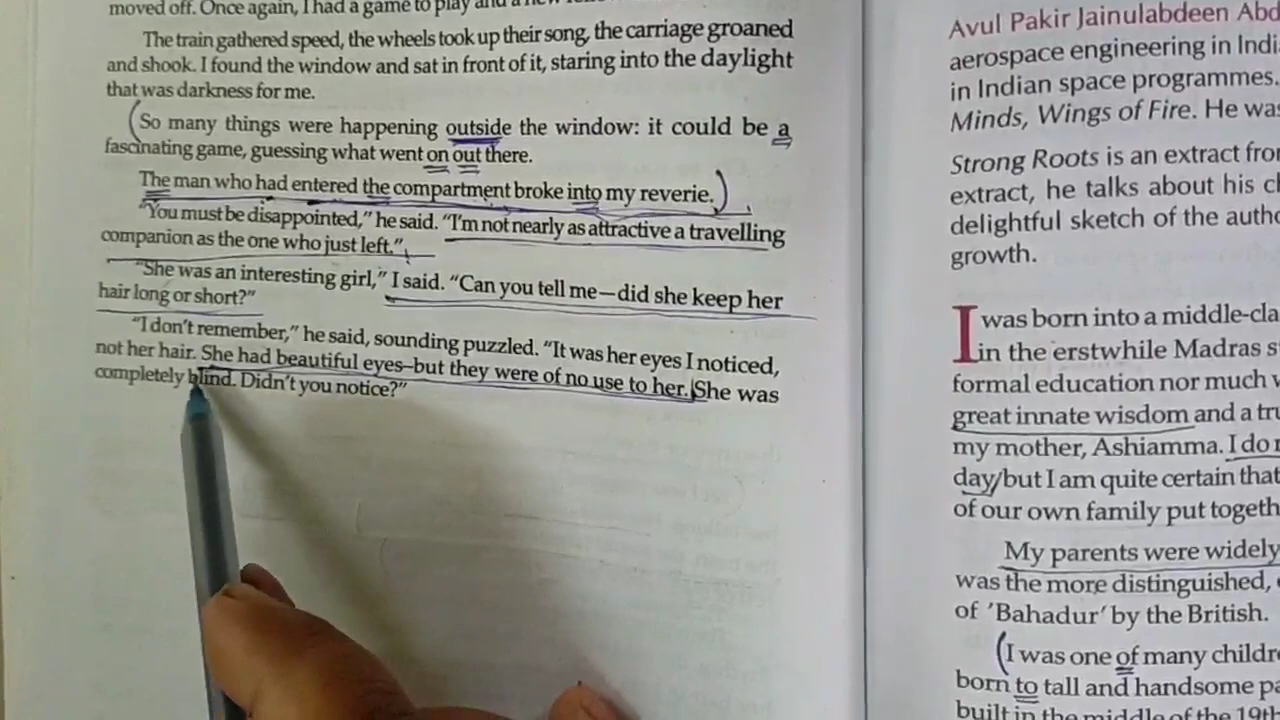 moved off. Once again, I had a game to play and a new
The train gathered speed, the wheels took up their song, the carriage groaned
and shook. I found the window and sat in front of it, staring into the daylight
that was darkness for me.
(So many things were happening outside the window: it could be a
fascinating game, guessing what went on out there.
The man who had entered the compartment broke into my reverie.)
"You must be disappointed," he said. "I'm not nearly as attractive a travelling
companion as the one who just left."
"She was an interesting girl," I said. "Can you tell me—did she keep her
hair long or short?"
"I don't remember," he said, sounding puzzled. "It was her eyes I noticed,
not her hair. She had beautiful eyes–but they were of no use to her. She was
completely blind. Didn't you notice?"
Avul Pakir Jainulabdeen Abd
aerospace engineering in Indi
in Indian space programmes.
Minds, Wings of Fire. He wa
Strong Roots is an extract fro
extract, he talks about his c
delightful sketch of the auth
growth.
I was born into a middle-cla
in the erstwhile Madras s
formal education nor much
great innate wisdom and a tr
my mother, Ashiamma. I do
day/but I am quite certain that
of our own family put togeth
My parents were widely
was the more distinguished,
of 'Bahadur' by the British.
(I was one of many childr
born to tall and handsome pa
built in the middle of the 19th